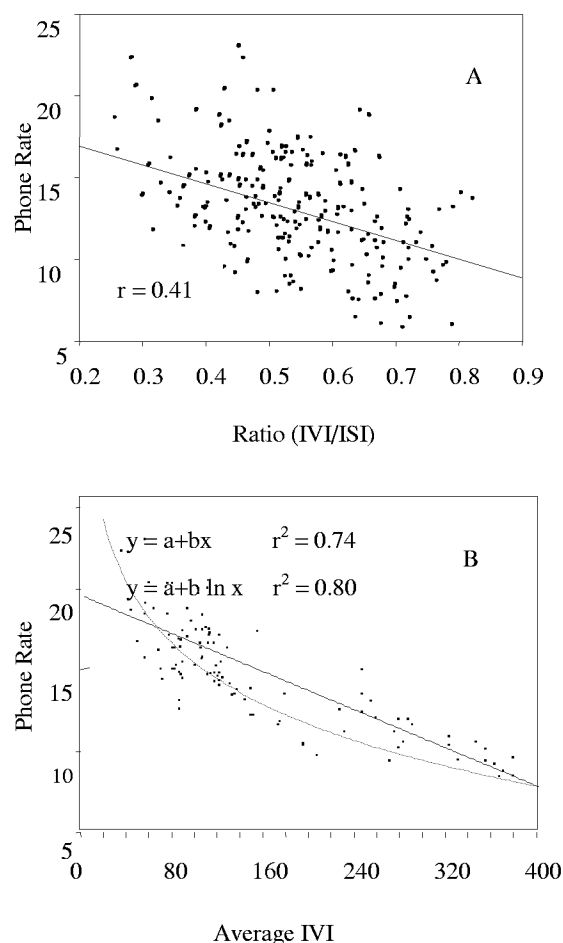 25
A
20
Phone Rate
15
10
r = 0.41
5
0.2 0.3 0.4 0.5 0.6 0.7 0.8 0.9
Ratio (IVI/ISI)
25
y = a+bx r² = 0.74
B
y = a+b ln x r² = 0.80
20
Phone Rate
15
10
5
0 80 160 240 320 400
Average IVI